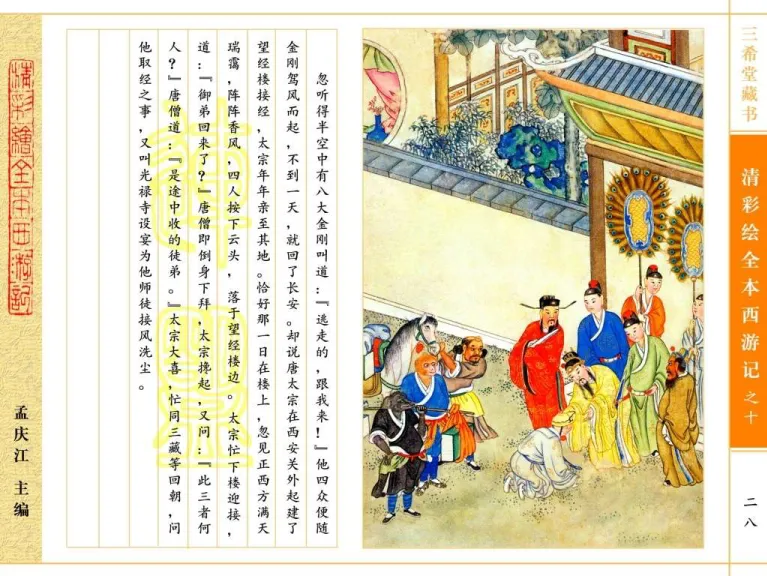 三希堂藏书
清彩绘全本西游记之十
二八
忽听得半空中有八大金刚叫道:『逃走的,跟我来!』他四众便随
金刚驾风而起,不到一天,就回了长安。却说唐太宗在西安关外起建了
望经楼接经,太宗年年亲至其地。恰好那一日在楼上,忽见正西方满天
瑞霭,阵阵香风,四人按下云头,落于望经楼边。太宗忙下楼迎接,
道:『御弟回来了?』唐僧即倒身下拜,太宗搀起,又问:『此三者何
人?』唐僧道:『是途中收的徒弟。』太宗大喜,忙同三藏等回朝,问
他取经之事,又叫光禄寺设宴为他师徒接风洗尘。
清彩繪全本西游記
孟庆江 主编